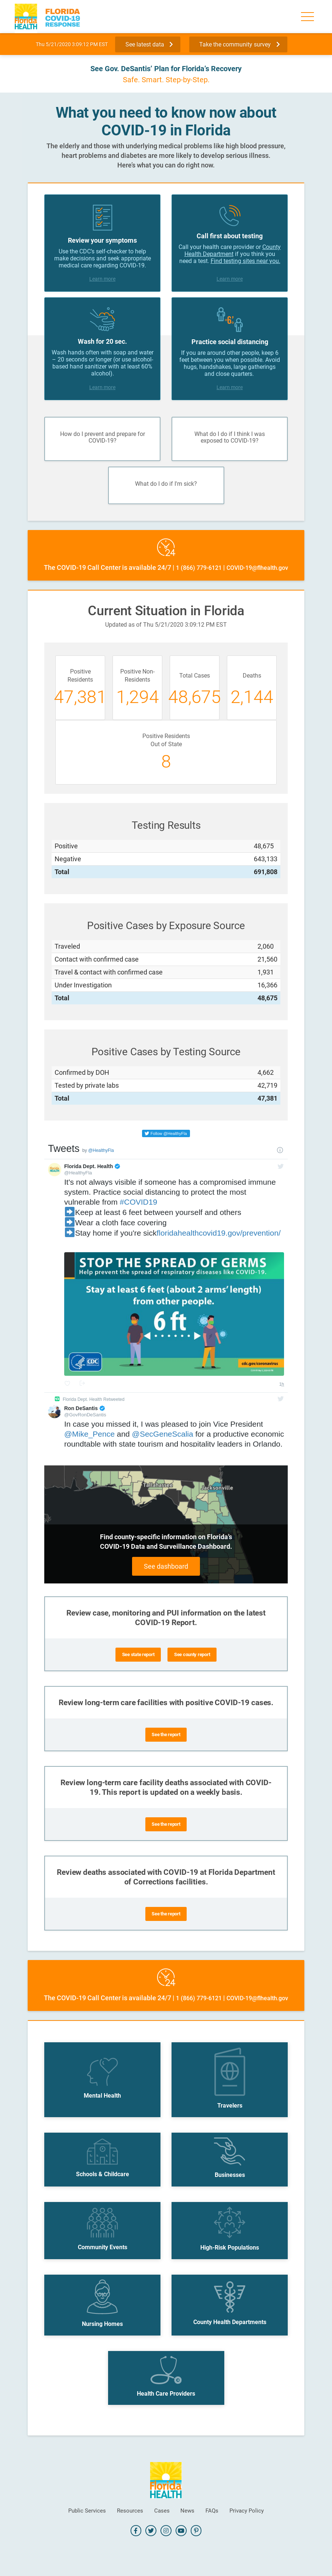 Florida
HEALTH
FLORIDA
COVID-19
RESPONSE
Thu 5/21/2020 3:09:12 PM EST
See latest data
Take the community survey
See Gov. DeSantis' Plan for Florida's Recovery
Safe. Smart. Step-by-Step.
What you need to know now about
COVID-19 in Florida
The elderly and those with underlying medical problems like high blood pressure,
heart problems and diabetes are more likely to develop serious illness.
Here's what you can do right now.
Review your symptoms
Use the CDC's self-checker to help
make decisions and seek appropriate
medical care regarding COVID-19.
Learn more
Call first about testing
Call your health care provider or County
Health Department if you think you
need a test. Find testing sites near you.
Learn more
Wash for 20 sec.
Wash hands often with soap and water
– 20 seconds or longer (or use alcohol-
based hand sanitizer with at least 60%
alcohol).
Learn more
6'
Practice social distancing
If you are around other people, keep 6
feet between you when possible. Avoid
hugs, handshakes, large gatherings
and close quarters.
Learn more
How do I prevent and prepare for
COVID-19?
What do I do if I think I was
exposed to COVID-19?
What do I do if I'm sick?
24
The COVID-19 Call Center is available 24/7 | 1 (866) 779-6121 | COVID-19@flhealth.gov
Current Situation in Florida
Updated as of Thu 5/21/2020 3:09:12 PM EST
Positive
Residents
47,381
Positive Non-
Residents
1,294
Total Cases
48,675
Deaths
2,144
Positive Residents
Out of State
8
Testing Results
Positive 48,675
Negative 643,133
Total 691,808
Positive Cases by Exposure Source
Traveled 2,060
Contact with confirmed case 21,560
Travel & contact with confirmed case 1,931
Under Investigation 16,366
Total 48,675
Positive Cases by Testing Source
Confirmed by DOH 4,662
Tested by private labs 42,719
Total 47,381
Follow @HealthyFla
Tweets by @HealthyFla
Florida Dept. Health
@HealthyFla
It's not always visible if someone has a compromised immune
system. Practice social distancing to protect the most
vulnerable from #COVID19
➡Keep at least 6 feet between yourself and others
➡Wear a cloth face covering
➡Stay home if you're sickfloridahealthcovid19.gov/prevention/
STOP THE SPREAD OF GERMS
Help prevent the spread of respiratory diseases like COVID-19.
Stay at least 6 feet (about 2 arms' length)
from other people.
6 ft
CDC
cdc.gov/coronavirus
Florida Dept. Health Retweeted
Ron DeSantis
@GovRonDeSantis
In case you missed it, I was pleased to join Vice President
@Mike_Pence and @SecGeneScalia for a productive economic
roundtable with state tourism and hospitality leaders in Orlando.
Tallahassee
Jacksonville
Find county-specific information on Florida's
COVID-19 Data and Surveillance Dashboard.
See dashboard
Review case, monitoring and PUI information on the latest
COVID-19 Report.
See state report
See county report
Review long-term care facilities with positive COVID-19 cases.
See the report
Review long-term care facility deaths associated with COVID-
19. This report is updated on a weekly basis.
See the report
Review deaths associated with COVID-19 at Florida Department
of Corrections facilities.
See the report
24
The COVID-19 Call Center is available 24/7 | 1 (866) 779-6121 | COVID-19@flhealth.gov
Mental Health
Travelers
Schools & Childcare
Businesses
Community Events
High-Risk Populations
Nursing Homes
County Health Departments
Health Care Providers
Florida
HEALTH
Public Services Resources Cases News FAQs Privacy Policy